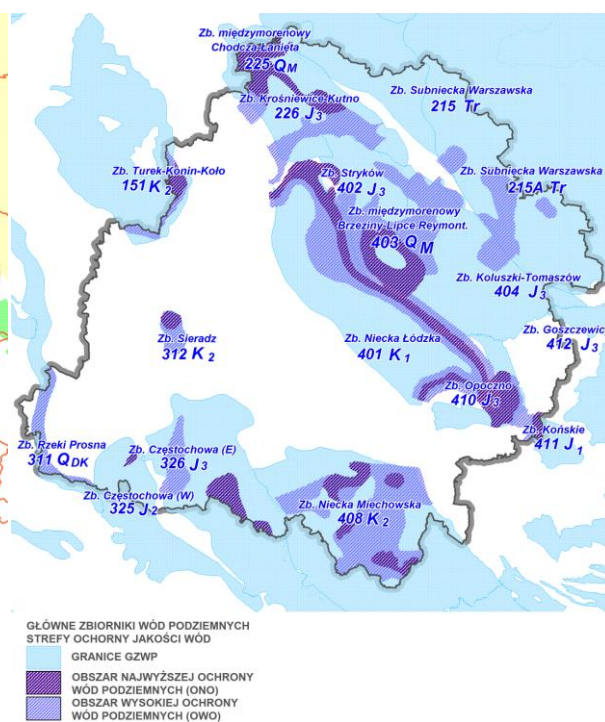 Zb. międzymorenowy
Chodcza-Łanięta
225 QM
Zb. Subniecka Warszawska
215 Tr
Zb. Krośniewice-Kutno
226 J3
Zb. Turek-Konin-Koło
151 K2
Zb. Stryków
402 J3
Zb. Subniecka Warszawska
215A Tr
Zb. międzymorenowy
Brzeziny Lipce Reymont.
403 QM
Zb. Koluszki-Tomaszów
404 J3
Zb. Sieradz
312 K2
Zb. Niecka Łódzka
401 K1
Zb. Goszczewic
412 J3
Zb. Opoczno
410 J3
Zb. Końskie
411 J1
Zb. Rzeki Prosna
311 QDK
Zb. Częstochowa (E)
326 J3
Zb. Częstochowa (W)
325 J2
Zb. Niecka Miechowska
408 K2
GŁÓWNE ZBIORNIKI WÓD PODZIEMNYCH
STREFY OCHORNY JAKOŚCI WÓD
GRANICE GZWP
OBSZAR NAJWYŻSZEJ OCHRONY
WÓD PODZIEMNYCH (ONO)
OBSZAR WYSOKIEJ OCHRONY
WÓD PODZIEMNYCH (OWO)